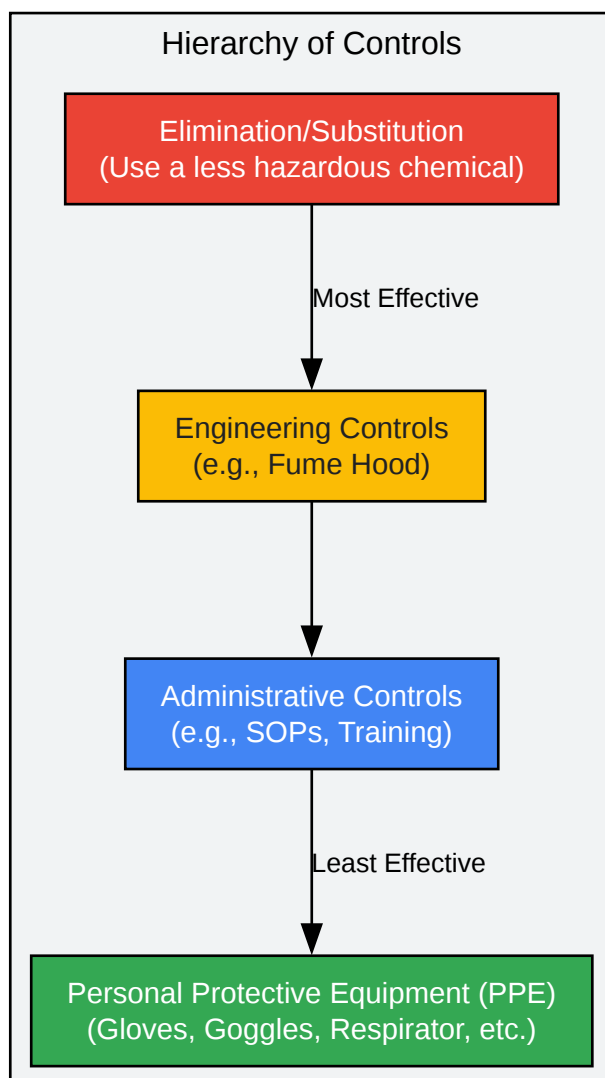 Hierarchy of Controls
Elimination/Substitution
(Use a less hazardous chemical)
Most Effective
Engineering Controls
(e.g., Fume Hood)
Administrative Controls
(e.g., SOPs, Training)
Least Effective
Personal Protective Equipment (PPE)
(Gloves, Goggles, Respirator, etc.)